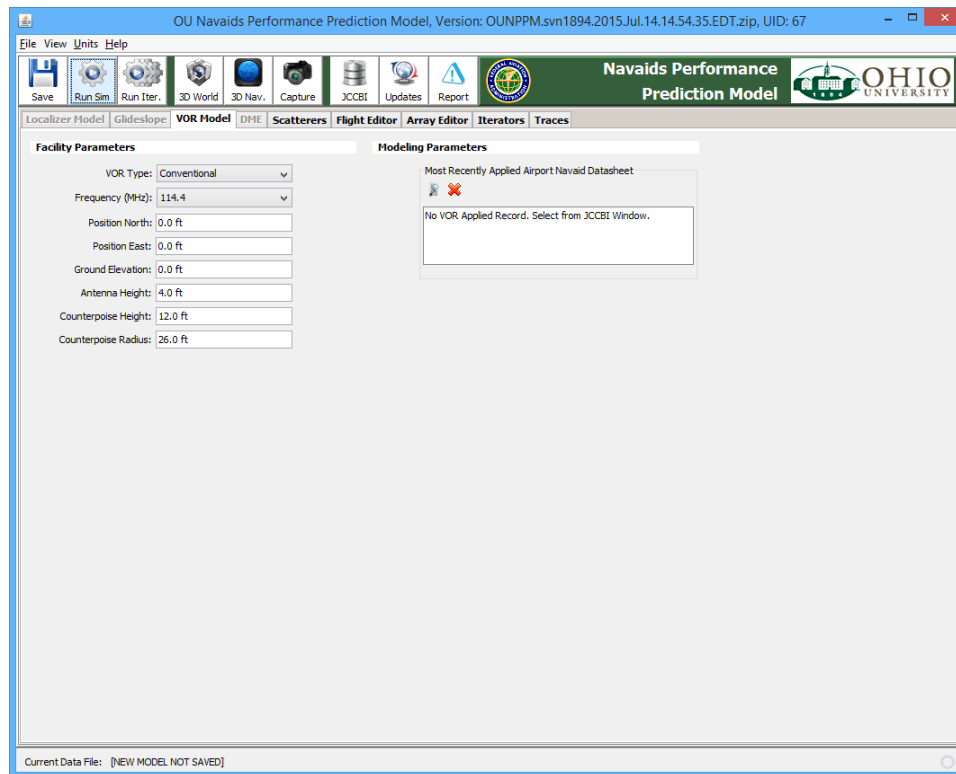 OU Navaids Performance Prediction Model, Version: OUNPPM.svn1894.2015.Jul.14.14.54.35.EDT.zip, UID: 67
File View Units Help
Save Run Sim Run Iter. 3D World 3D Nav. Capture JCCBI Updates Report
Navaids Performance
Prediction Model
OHIO
UNIVERSITY
1804
Localizer Model Glideslope VOR Model DME Scatterers Flight Editor Array Editor Iterators Traces
Facility Parameters
VOR Type: Conventional
Frequency (MHz): 114.4
Position North: 0.0 ft
Position East: 0.0 ft
Ground Elevation: 0.0 ft
Antenna Height: 4.0 ft
Counterpoise Height: 12.0 ft
Counterpoise Radius: 26.0 ft
Modeling Parameters
Most Recently Applied Airport Navaid Datasheet
No VOR Applied Record. Select from JCCBI Window.
Current Data File: [NEW MODEL NOT SAVED]